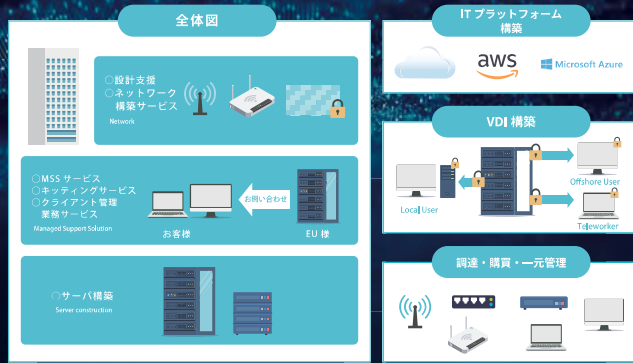 全体図
○設計支援
○ネットワーク
構築サービス
Network
○MSS サービス
○キッティングサービス
○クライアント管理
業務サービス
Managed Support Solution
お客様
お問い合わせ
EU 様
○サーバ構築
Server construction
IT プラットフォーム
構築
aws
Microsoft Azure
VDI 構築
Local User
Offshore User
Teleworker
調達・購買・一元管理